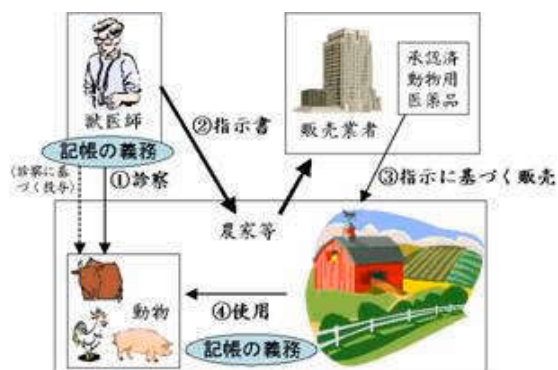 獣医師
記帳の義務
(診察に基
づく投与)
①診察
②指示書
販売業者
承認済
動物用
医薬品
③指示に基づく販売
農家等
動物
④使用
記帳の義務